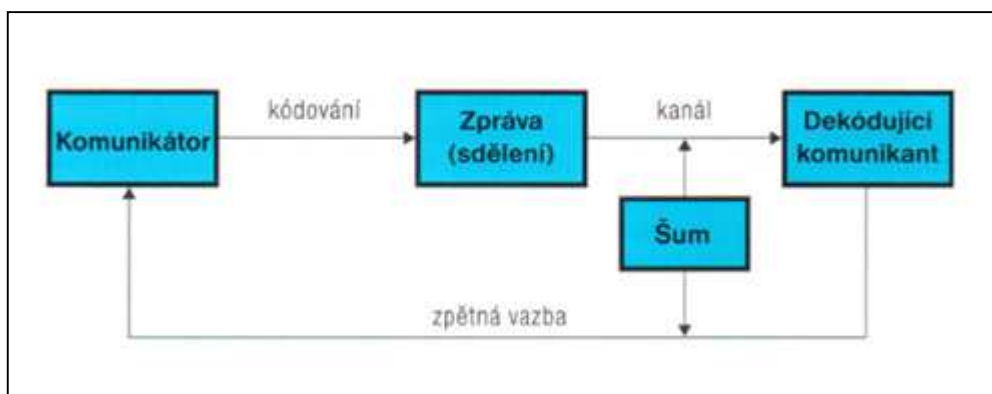 Komunikátor
kódování
Zpráva
(sdělení)
kanál
Dekódující
komunikant
Šum
zpětná vazba